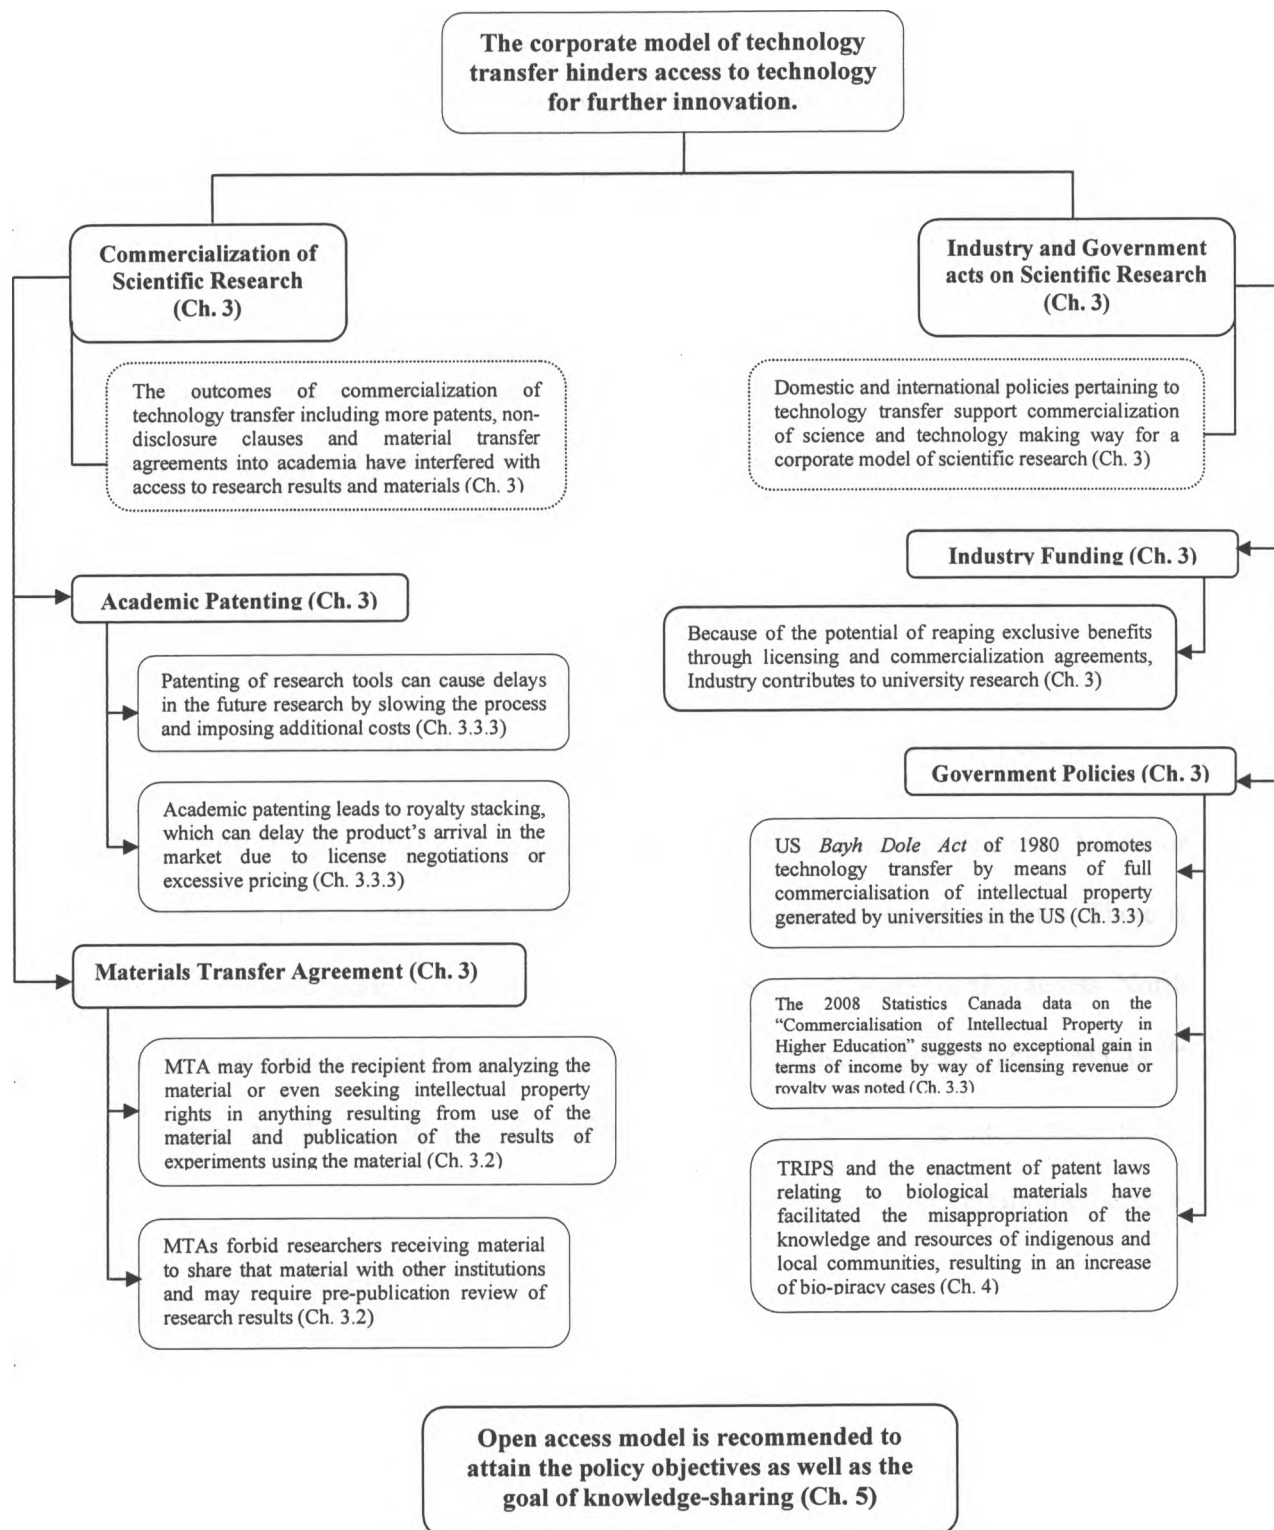 The corporate model of technology
transfer hinders access to technology
for further innovation.
Commercialization of
Scientific Research
(Ch. 3)
The outcomes of commercialization of
technology transfer including more patents, non-
disclosure clauses and material transfer
agreements into academia have interfered with
access to research results and materials (Ch. 3)
Academic Patenting (Ch. 3)
Patenting of research tools can cause delays
in the future research by slowing the process
and imposing additional costs (Ch. 3.3.3)
Academic patenting leads to royalty stacking,
which can delay the product's arrival in the
market due to license negotiations or
excessive pricing (Ch. 3.3.3)
Materials Transfer Agreement (Ch. 3)
MTA may forbid the recipient from analyzing the
material or even seeking intellectual property
rights in anything resulting from use of the
material and publication of the results of
experiments using the material (Ch. 3.2)
MTAs forbid researchers receiving material
to share that material with other institutions
and may require pre-publication review of
research results (Ch. 3.2)
Industry and Government
acts on Scientific Research
(Ch. 3)
Domestic and international policies pertaining to
technology transfer support commercialization
of science and technology making way for a
corporate model of scientific research (Ch. 3)
Industry Funding (Ch. 3)
Because of the potential of reaping exclusive benefits
through licensing and commercialization agreements,
Industry contributes to university research (Ch. 3)
Government Policies (Ch. 3)
US Bayh Dole Act of 1980 promotes
technology transfer by means of full
commercialisation of intellectual property
generated by universities in the US (Ch. 3.3)
The 2008 Statistics Canada data on the
“Commercialisation of Intellectual Property in
Higher Education” suggests no exceptional gain in
terms of income by way of licensing revenue or
royalty was noted (Ch. 3.3)
TRIPS and the enactment of patent laws
relating to biological materials have
facilitated the misappropriation of the
knowledge and resources of indigenous and
local communities, resulting in an increase
of bio-piracy cases (Ch. 4)
Open access model is recommended to
attain the policy objectives as well as the
goal of knowledge-sharing (Ch. 5)